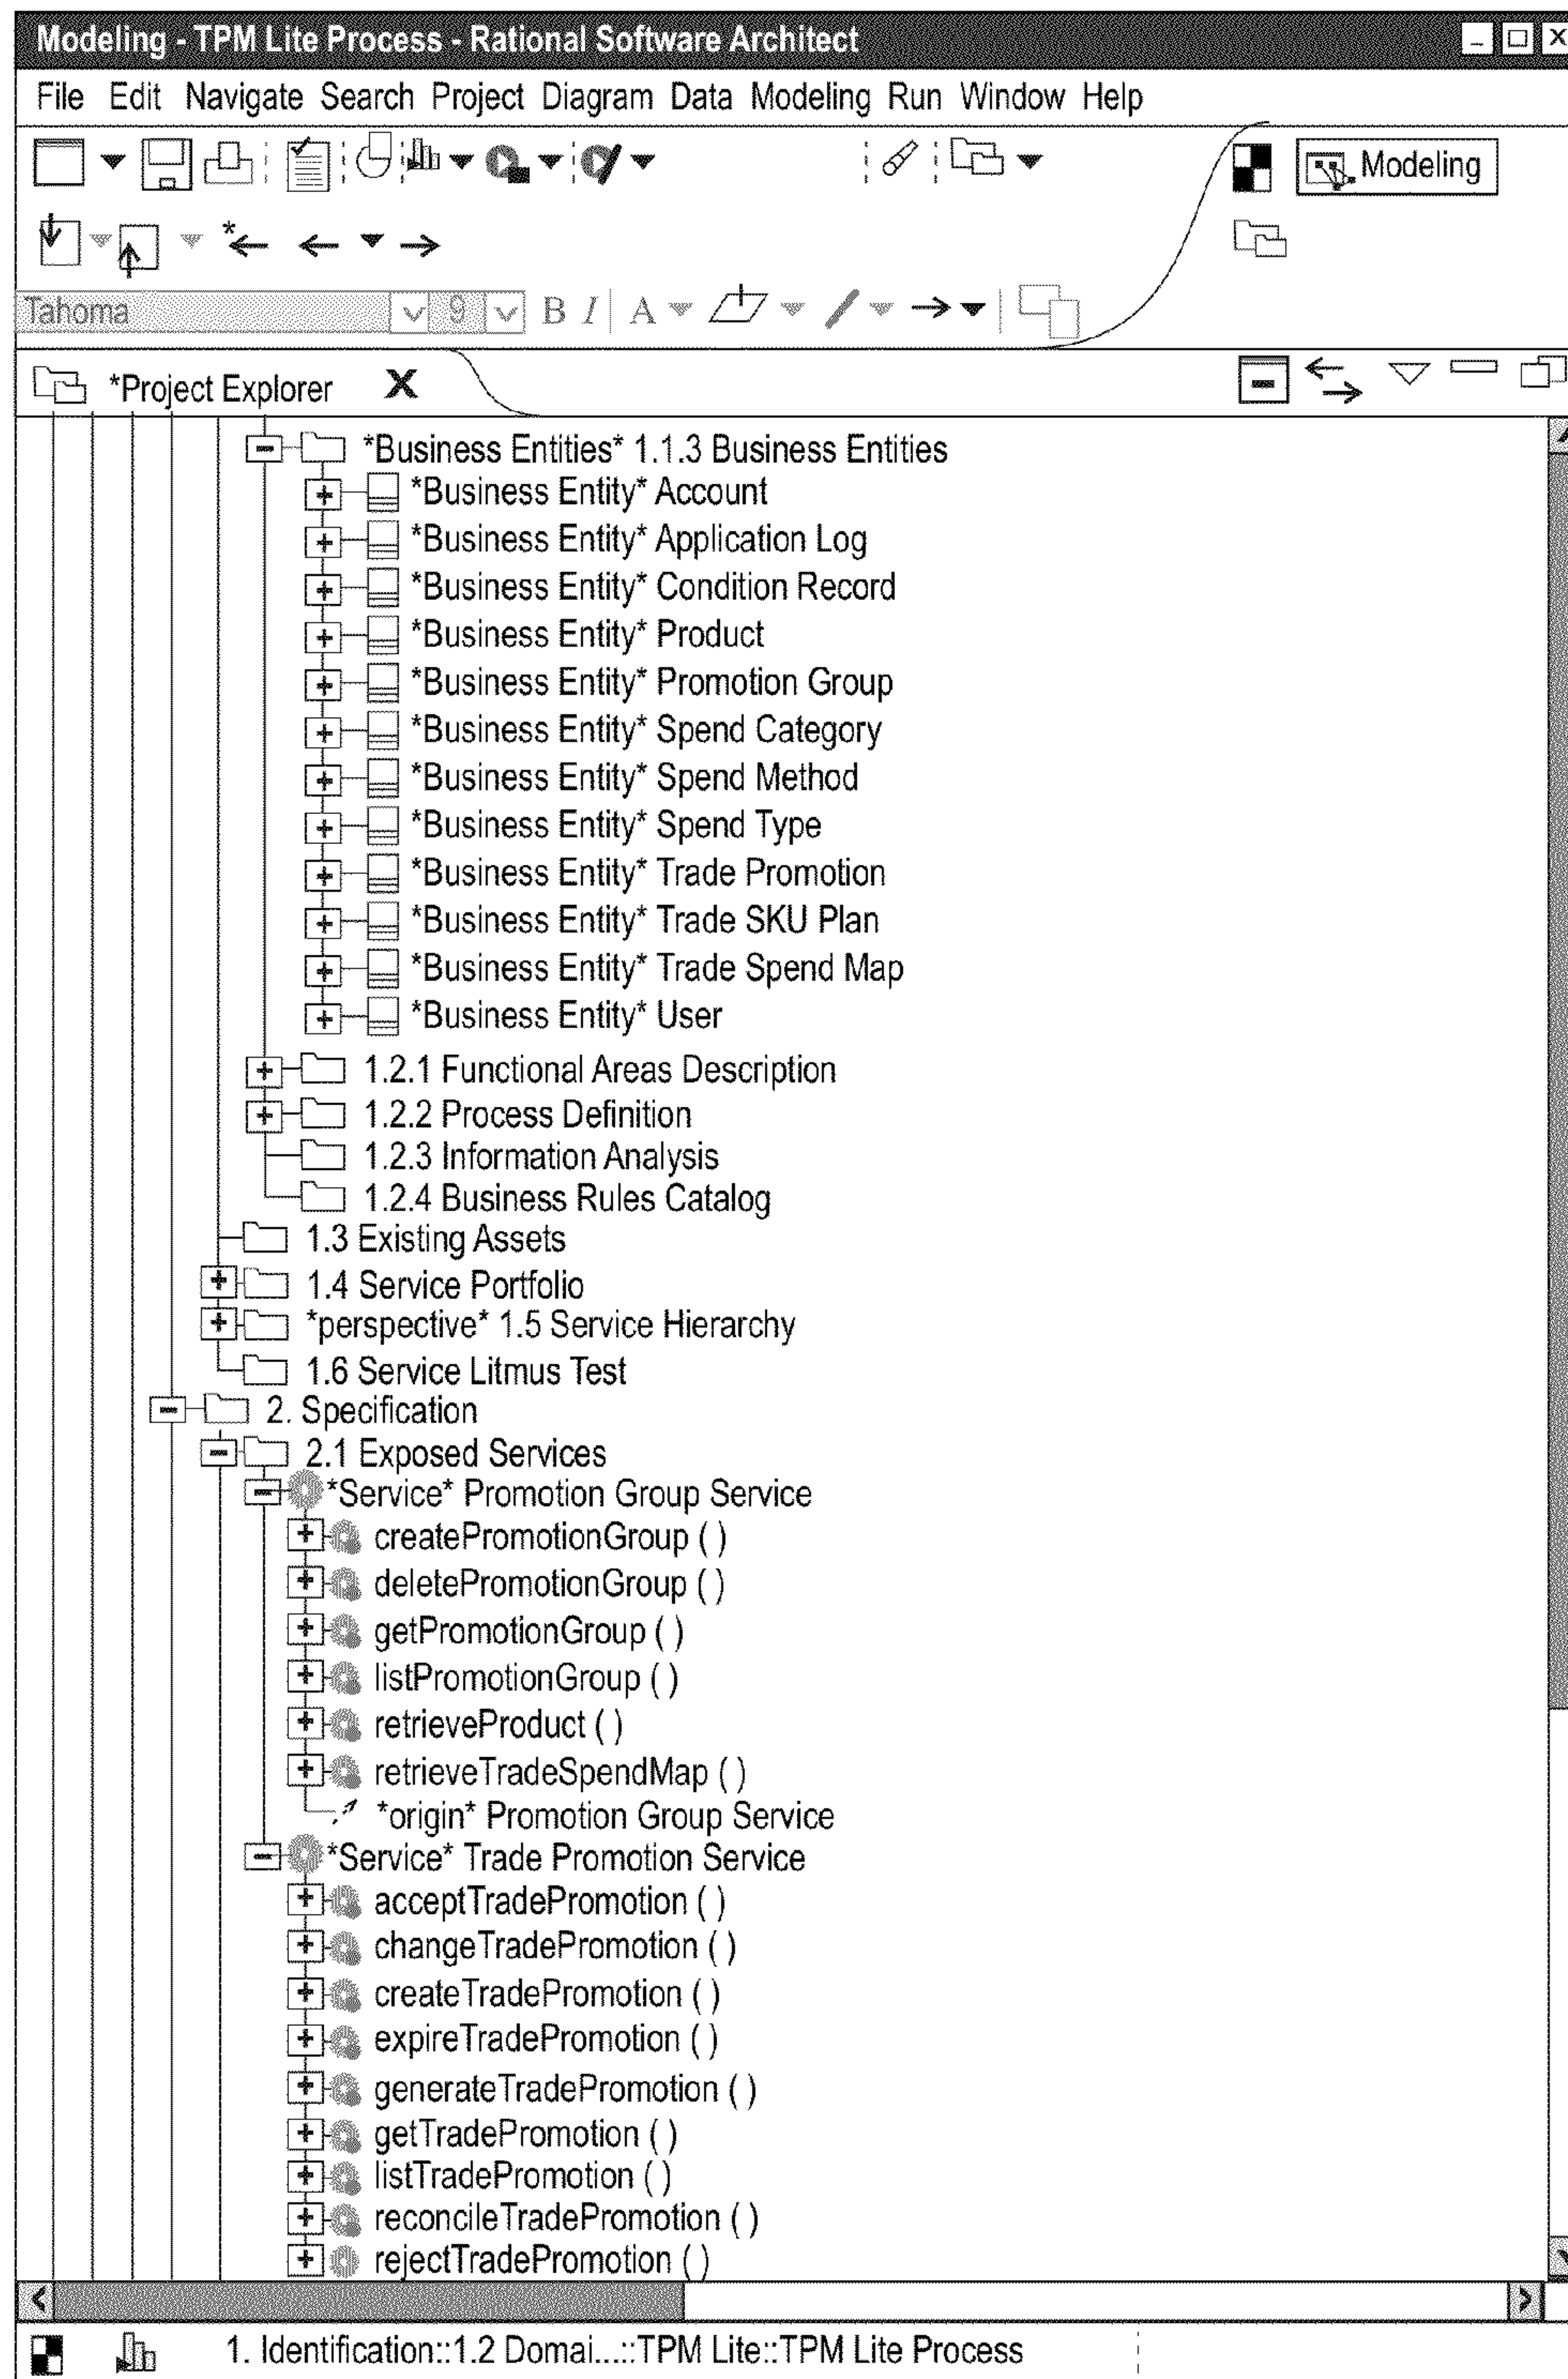 Modeling - TPM Lite Process - Rational Software Architect
File Edit Navigate Search Project Diagram Data Modeling Run Window Help
Modeling
Tahoma 9 B I A
*Project Explorer X
*Business Entities* 1.1.3 Business Entities
*Business Entity* Account
*Business Entity* Application Log
*Business Entity* Condition Record
*Business Entity* Product
*Business Entity* Promotion Group
*Business Entity* Spend Category
*Business Entity* Spend Method
*Business Entity* Spend Type
*Business Entity* Trade Promotion
*Business Entity* Trade SKU Plan
*Business Entity* Trade Spend Map
*Business Entity* User
1.2.1 Functional Areas Description
1.2.2 Process Definition
1.2.3 Information Analysis
1.2.4 Business Rules Catalog
1.3 Existing Assets
1.4 Service Portfolio
*perspective* 1.5 Service Hierarchy
1.6 Service Litmus Test
2. Specification
2.1 Exposed Services
*Service* Promotion Group Service
createPromotionGroup ( )
deletePromotionGroup ( )
getPromotionGroup ( )
listPromotionGroup ( )
retrieveProduct ( )
retrieveTradeSpendMap ( )
*origin* Promotion Group Service
*Service* Trade Promotion Service
acceptTradePromotion ( )
changeTradePromotion ( )
createTradePromotion ( )
expireTradePromotion ( )
generateTradePromotion ( )
getTradePromotion ( )
listTradePromotion ( )
reconcileTradePromotion ( )
rejectTradePromotion ( )
1. Identification::1.2 Domai...::TPM Lite::TPM Lite Process